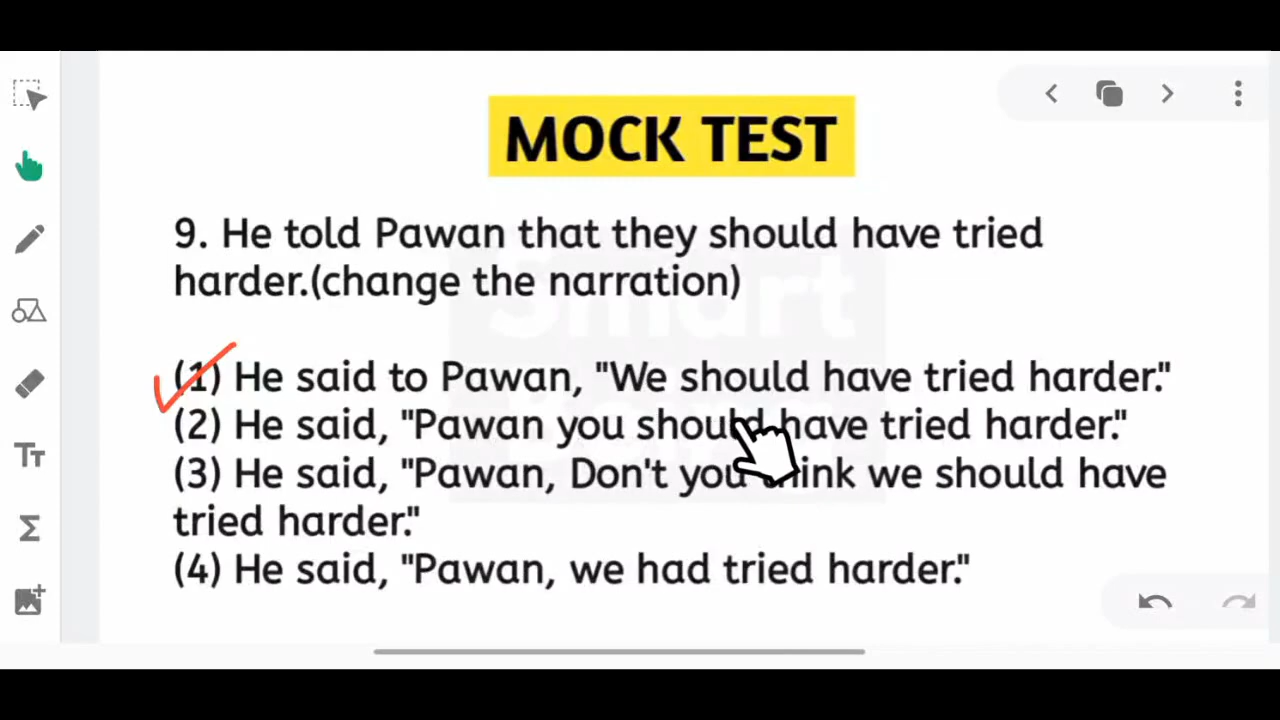 MOCK TEST
9. He told Pawan that they should have tried
harder.(change the narration)
(1) He said to Pawan, "We should have tried harder."
(2) He said, "Pawan you should have tried harder."
(3) He said, "Pawan, Don't you think we should have
tried harder."
(4) He said, "Pawan, we had tried harder."